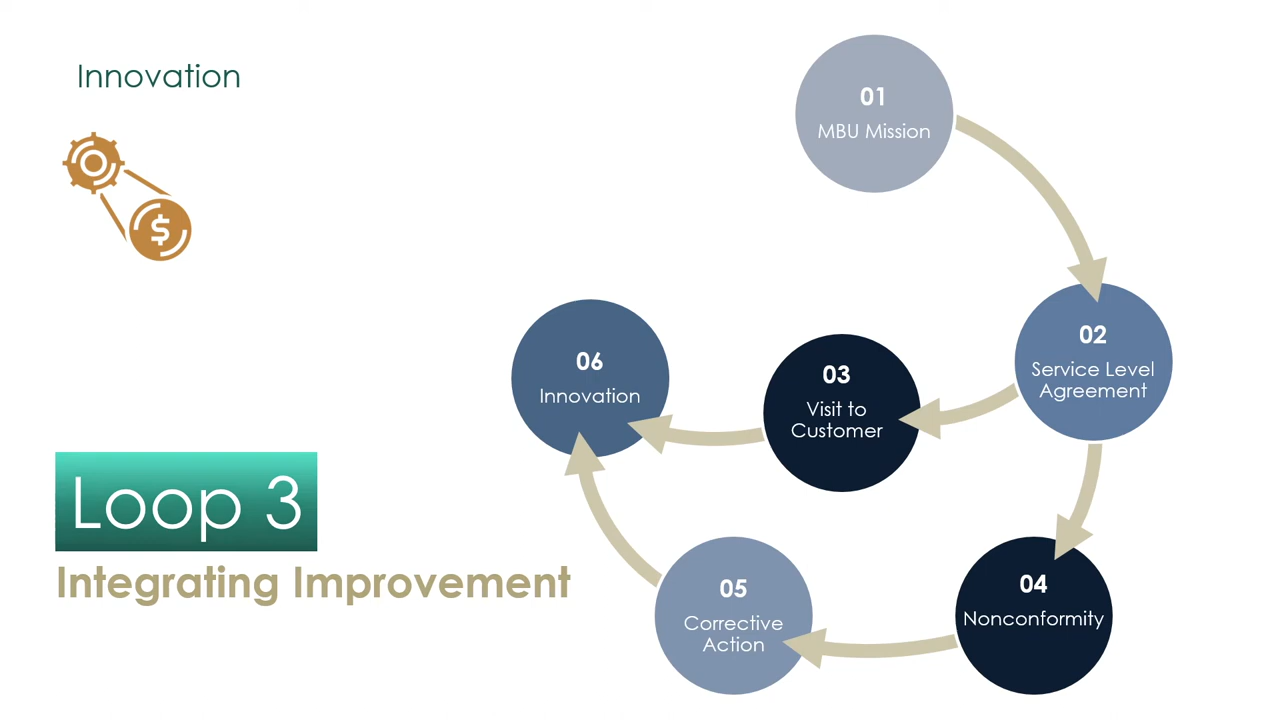 Innovation
$
01
MBU Mission
02
Service Level
Agreement
03
Visit to
Customer
06
Innovation
Loop 3
Integrating Improvement
05
Corrective
Action
04
Nonconformity